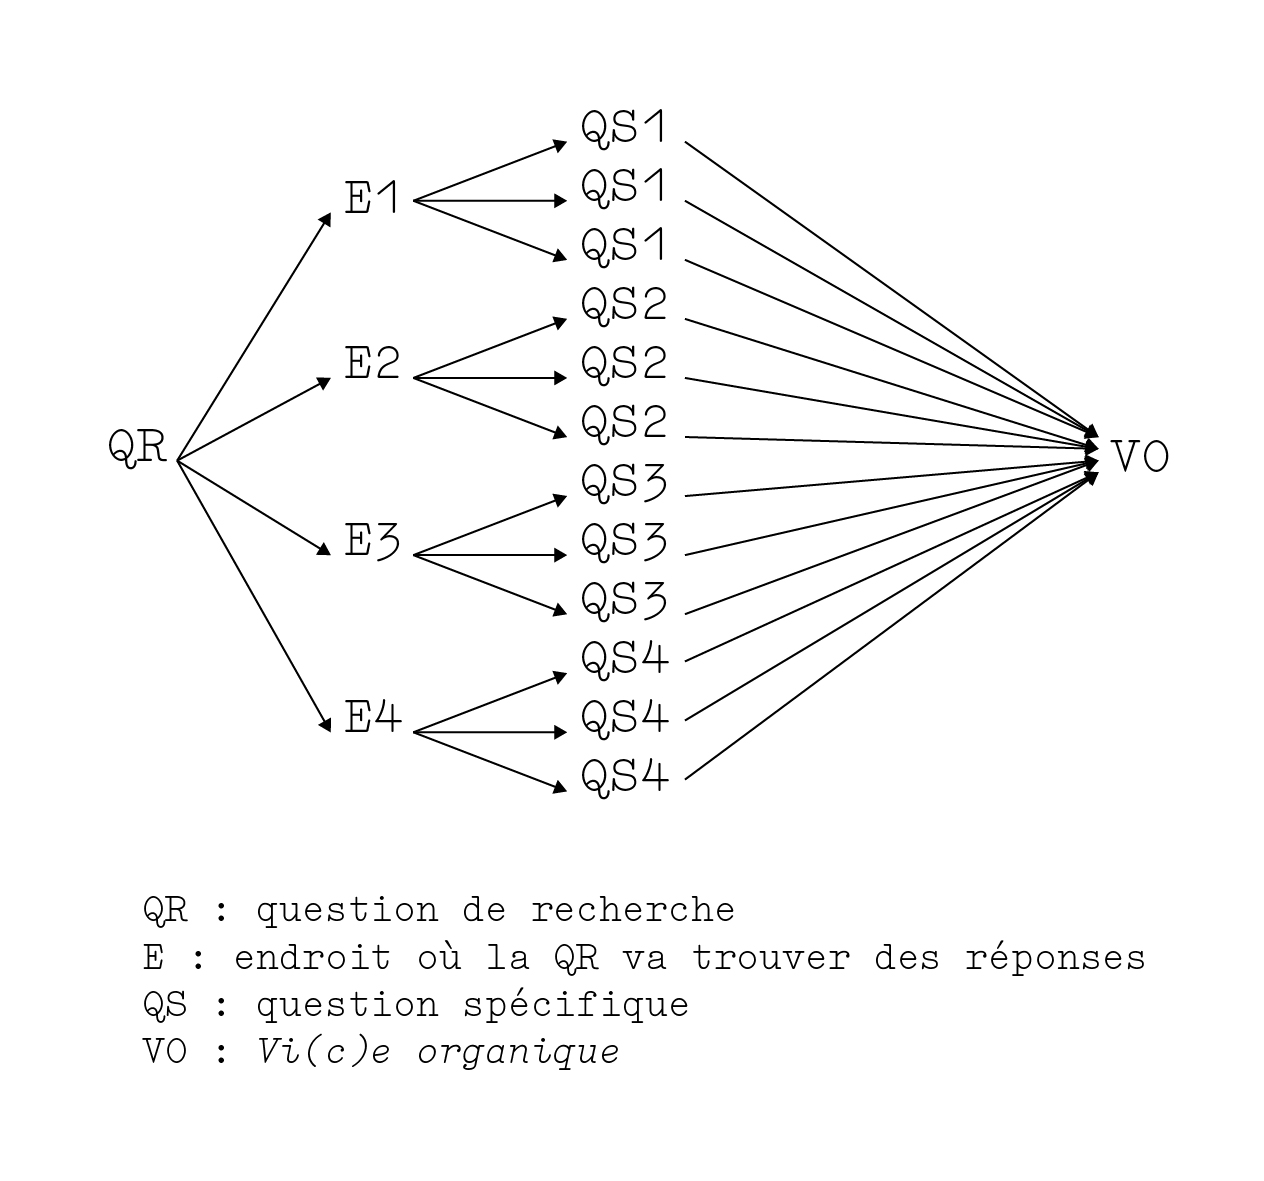 QS1
E1
QS1
QS1
QS2
E2
QS2
QS2
QR
VO
QS3
E3
QS3
QS3
QS4
E4
QS4
QS4
QR : question de recherche
E : endroit où la QR va trouver des réponses
QS : question spécifique
VO : Vi(c)e organique